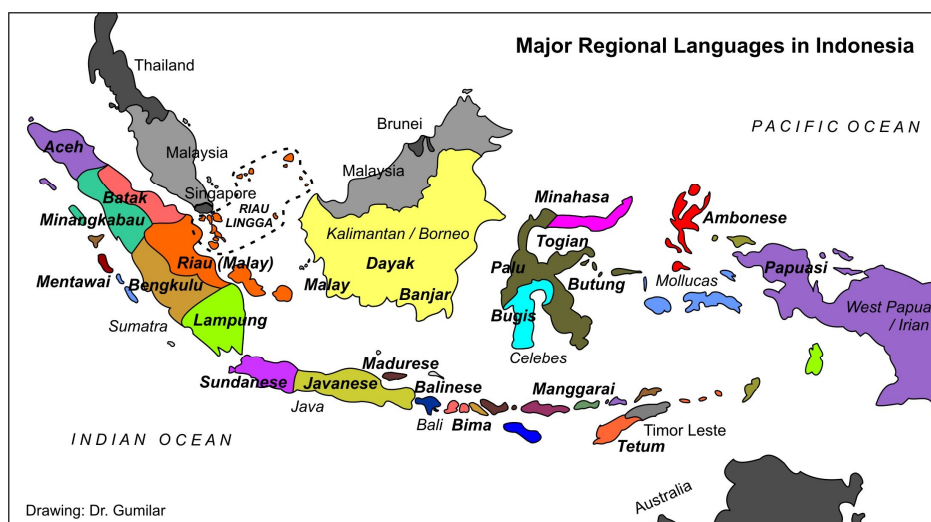 Major Regional Languages in Indonesia
Thailand
PACIFIC OCEAN
Brunei
Aceh
Malaysia
Malaysia
Singapore
Batak
RIAU
LINGGA
Minahasa
Minangkabau
Ambonese
Kalimantan / Borneo
Togian
Riau (Malay)
Dayak
Palu
Papuasi
Mentawai
Bengkulu
Malay
Banjar
Butung
Mollucas
West Papua
/ Irian
Sumatra
Lampung
Bugis
Celebes
Madurese
Sundanese
Javanese
Balinese
Manggarai
Java
Bali
Bima
Timor Leste
Tetum
INDIAN OCEAN
Australia
Drawing: Dr. Gumilar